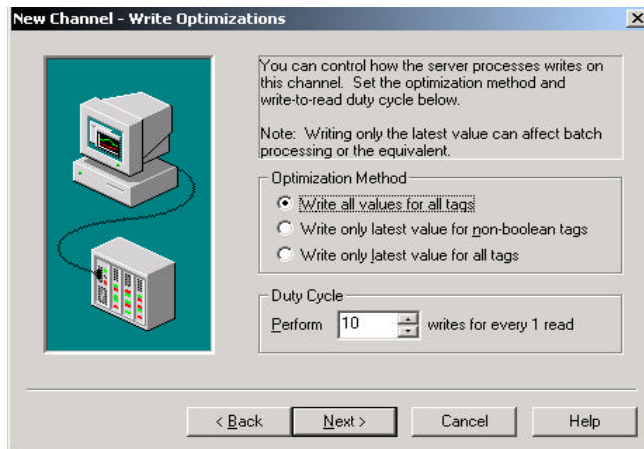 New Channel - Write Optimizations
You can control how the server processes writes on
this channel. Set the optimization method and
write-to-read duty cycle below.
Note: Writing only the latest value can affect batch
processing or the equivalent.
Optimization Method
Write all values for all tags
Write only latest value for non-boolean tags
Write only latest value for all tags
Duty Cycle
Perform 10 writes for every 1 read
< Back Next > Cancel Help